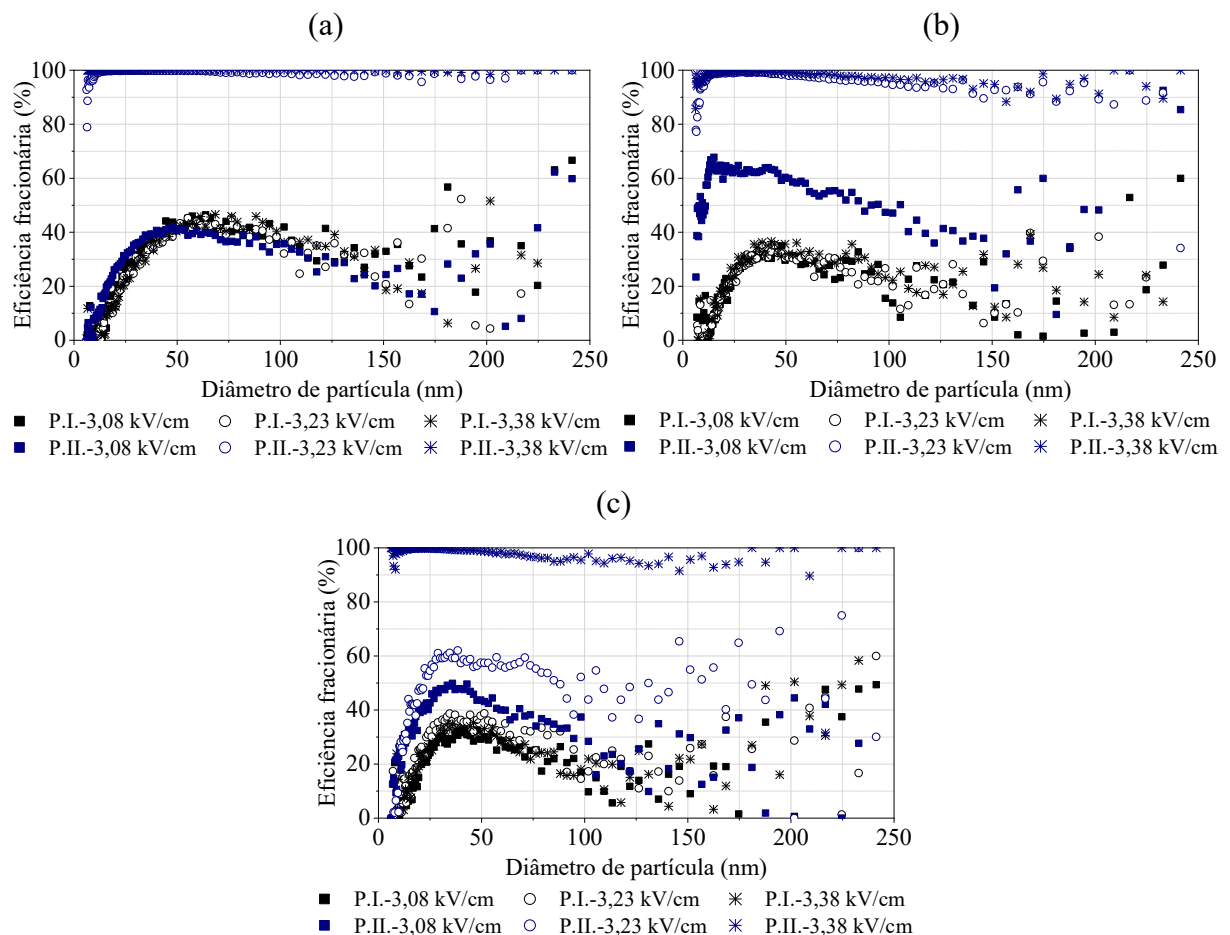 (a)
(b)
100
80
60
40
20
0
Eficiência fracionária (%)
0
50
100
150
200
250
Diâmetro de partícula (nm)
P.I.-3,08 kV/cm
P.I.-3,23 kV/cm
P.I.-3,38 kV/cm
P.II.-3,08 kV/cm
P.II.-3,23 kV/cm
P.II.-3,38 kV/cm
100
80
60
40
20
0
Eficiência fracionária (%)
0
50
100
150
200
250
Diâmetro de partícula (nm)
P.I.-3,08 kV/cm
P.I.-3,23 kV/cm
P.I.-3,38 kV/cm
P.II.-3,08 kV/cm
P.II.-3,23 kV/cm
P.II.-3,38 kV/cm
(c)
100
80
60
40
20
0
Eficiência fracionária (%)
0
50
100
150
200
250
Diâmetro de partícula (nm)
P.I.-3,08 kV/cm
P.I.-3,23 kV/cm
P.I.-3,38 kV/cm
P.II.-3,08 kV/cm
P.II.-3,23 kV/cm
P.II.-3,38 kV/cm